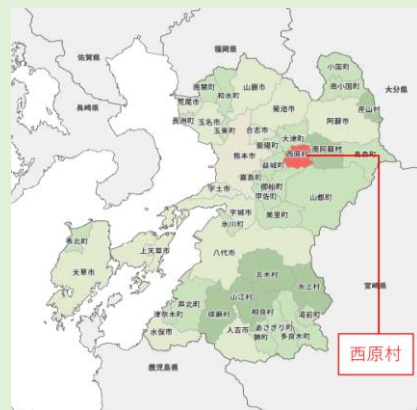 福岡県
佐賀県
長崎県
大分県
小国町
南小国町
産山村
南関町
和水町
山鹿市
菊池市
阿蘇市
荒尾市
玉名市
長洲町
玉東町
合志市
大津町
菊陽町
熊本市
西原村
南阿蘇村
高森町
益城町
嘉島町
御船町
宇土市
甲佐町
山都町
宇城市
美里町
氷川町
苓北町
上天草市
天草市
八代市
五木村
水上村
宮崎県
芦北町
山江村
津奈木町
球磨村
相良村
湯前町
水俣市
人吉市
あさぎり町
錦町
多良木町
鹿児島県
西原村